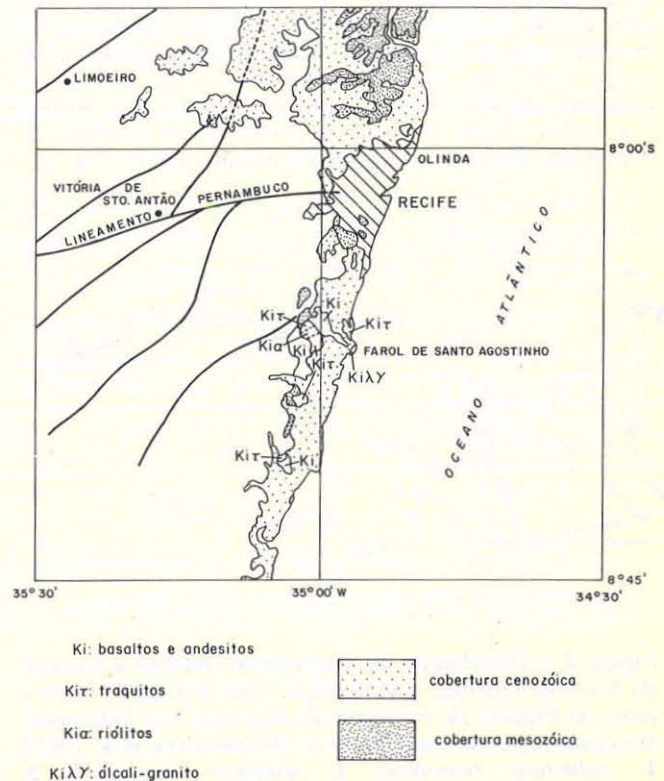 LIMOEIRO
8°00'S
OLINDA
VITÓRIA DE
STO. ANTÃO
PERNAMBUCO
LINEAMENTO
RECIFE
OCEANO ATLÂNTICO
Ki
Kiτ
γ
Kiτ
Kiα
Ki
FAROL DE SANTO AGOSTINHO
Kiτ
Kiλγ
Kiτ
Ki
8°45'
35°30'
35°00'W
34°30'
Ki: basaltos e andesitos
Kiτ: traquitos
Kiα: riólitos
Kiλγ: álcali-granito
cobertura cenozóica
cobertura mesozóica